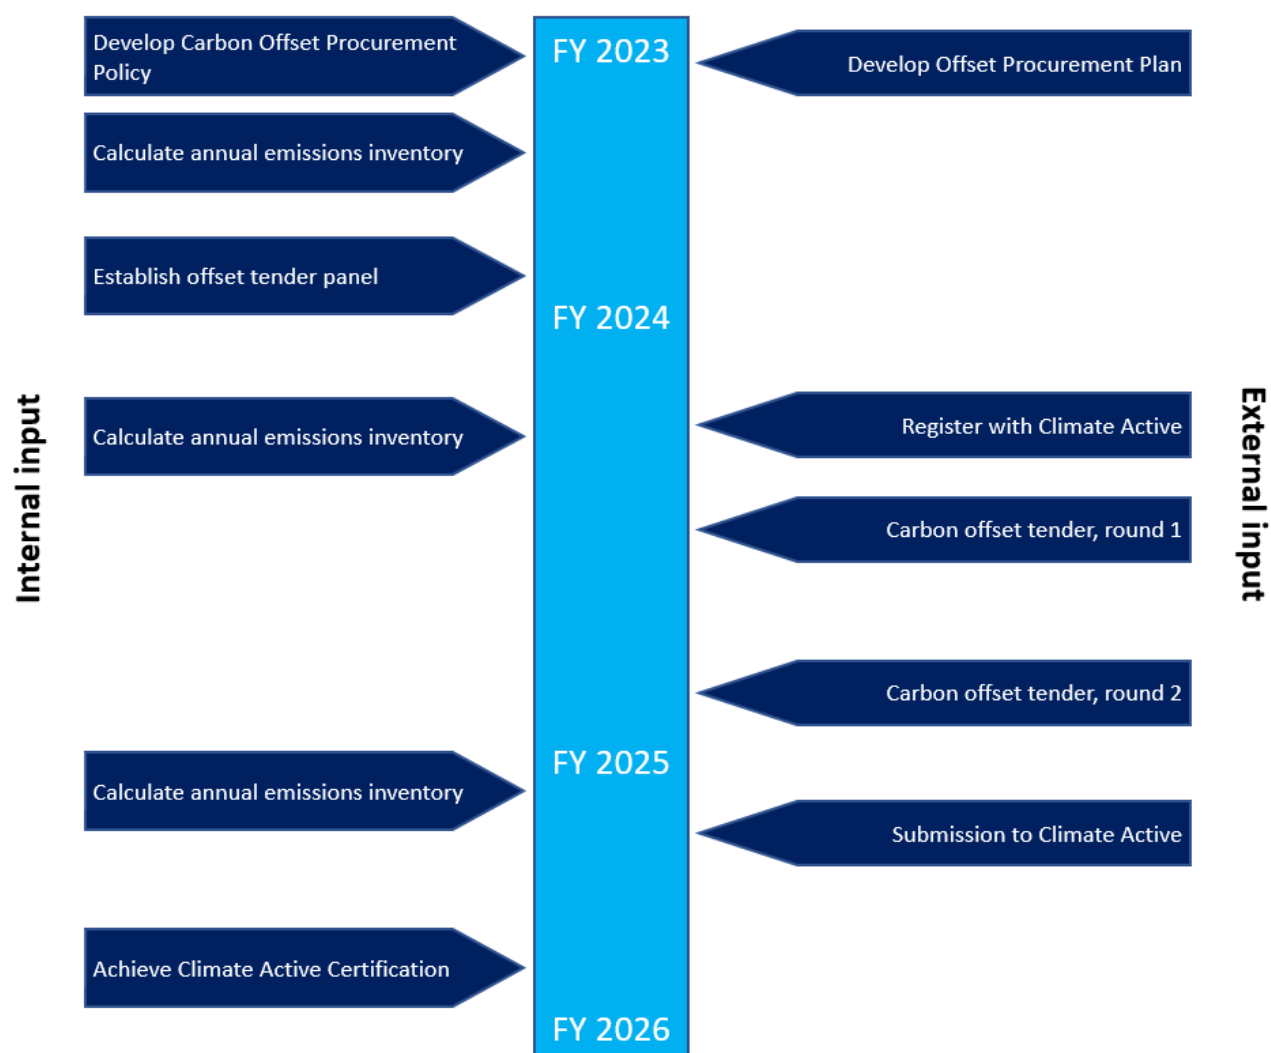 Develop Carbon Offset Procurement
Policy
FY 2023
Develop Offset Procurement Plan
Calculate annual emissions inventory
Establish offset tender panel
FY 2024
Internal input
External input
Calculate annual emissions inventory
Register with Climate Active
Carbon offset tender, round 1
Carbon offset tender, round 2
FY 2025
Calculate annual emissions inventory
Submission to Climate Active
Achieve Climate Active Certification
FY 2026